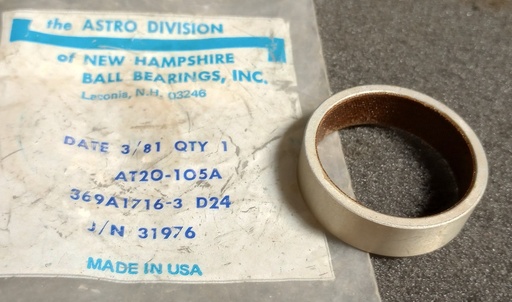 the ASTRO DIVISION
of NEW HAMPSHIRE
BALL BEARINGS, INC.
Laconia, N.H. 03246
DATE 3/81 QTY 1
AT20-105A
369A1716-3 D24
J/N 31976
MADE IN USA